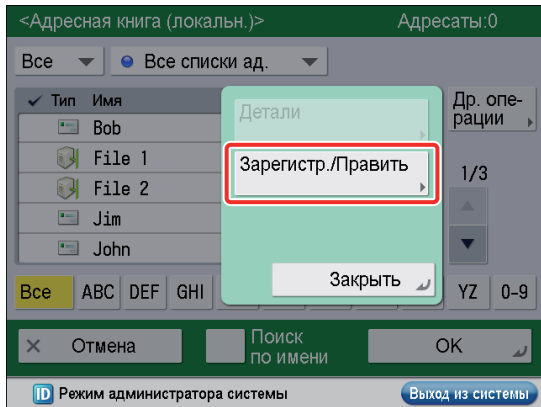 <Адресная книга (локальн.)> Адресаты:0
Все Все списки ад.
Тип Имя
Bob
File 1
File 2
Jim
John
Детали
Зарегистр./Править
Закрыть
Др. опе-
рации
1/3
Все ABC DEF GHI YZ 0-9
Отмена
Поиск
по имени
OK
ID Режим администратора системы Выход из системы